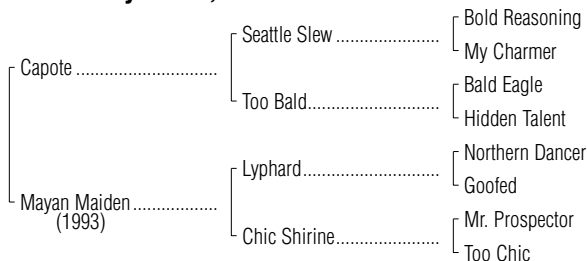 Bold Reasoning
Seattle Slew
My Charmer
Capote
Bald Eagle
Too Bald
Hidden Talent
Northern Dancer
Lyphard
Goofed
Mayan Maiden
(1993)
Mr. Prospector
Chic Shirine
Too Chic